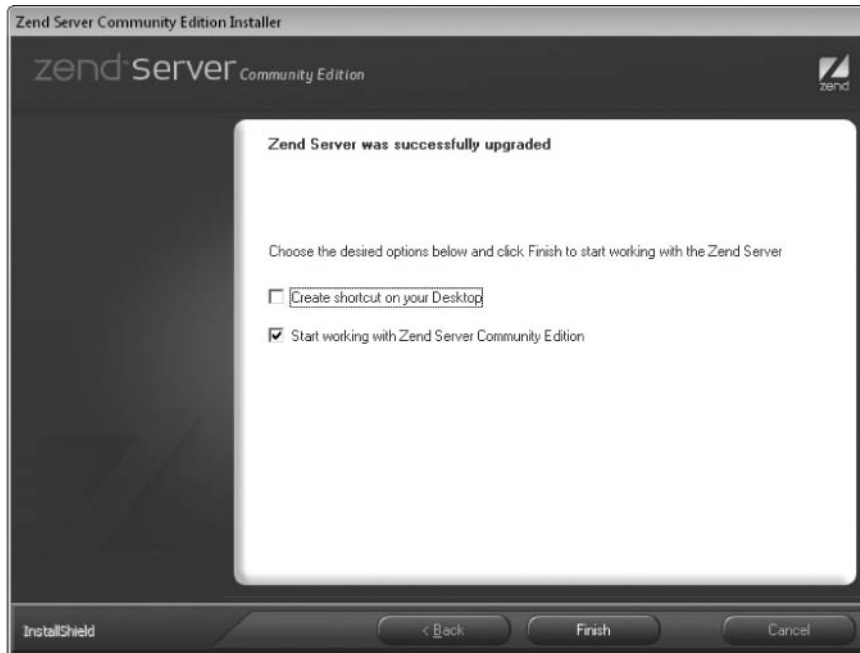 Zend Server Community Edition Installer
zend Server Community Edition
zend
Zend Server was successfully upgraded
Choose the desired options below and click Finish to start working with the Zend Server
Create shortcut on your Desktop
Start working with Zend Server Community Edition
InstallShield
< Back
Finish
Cancel